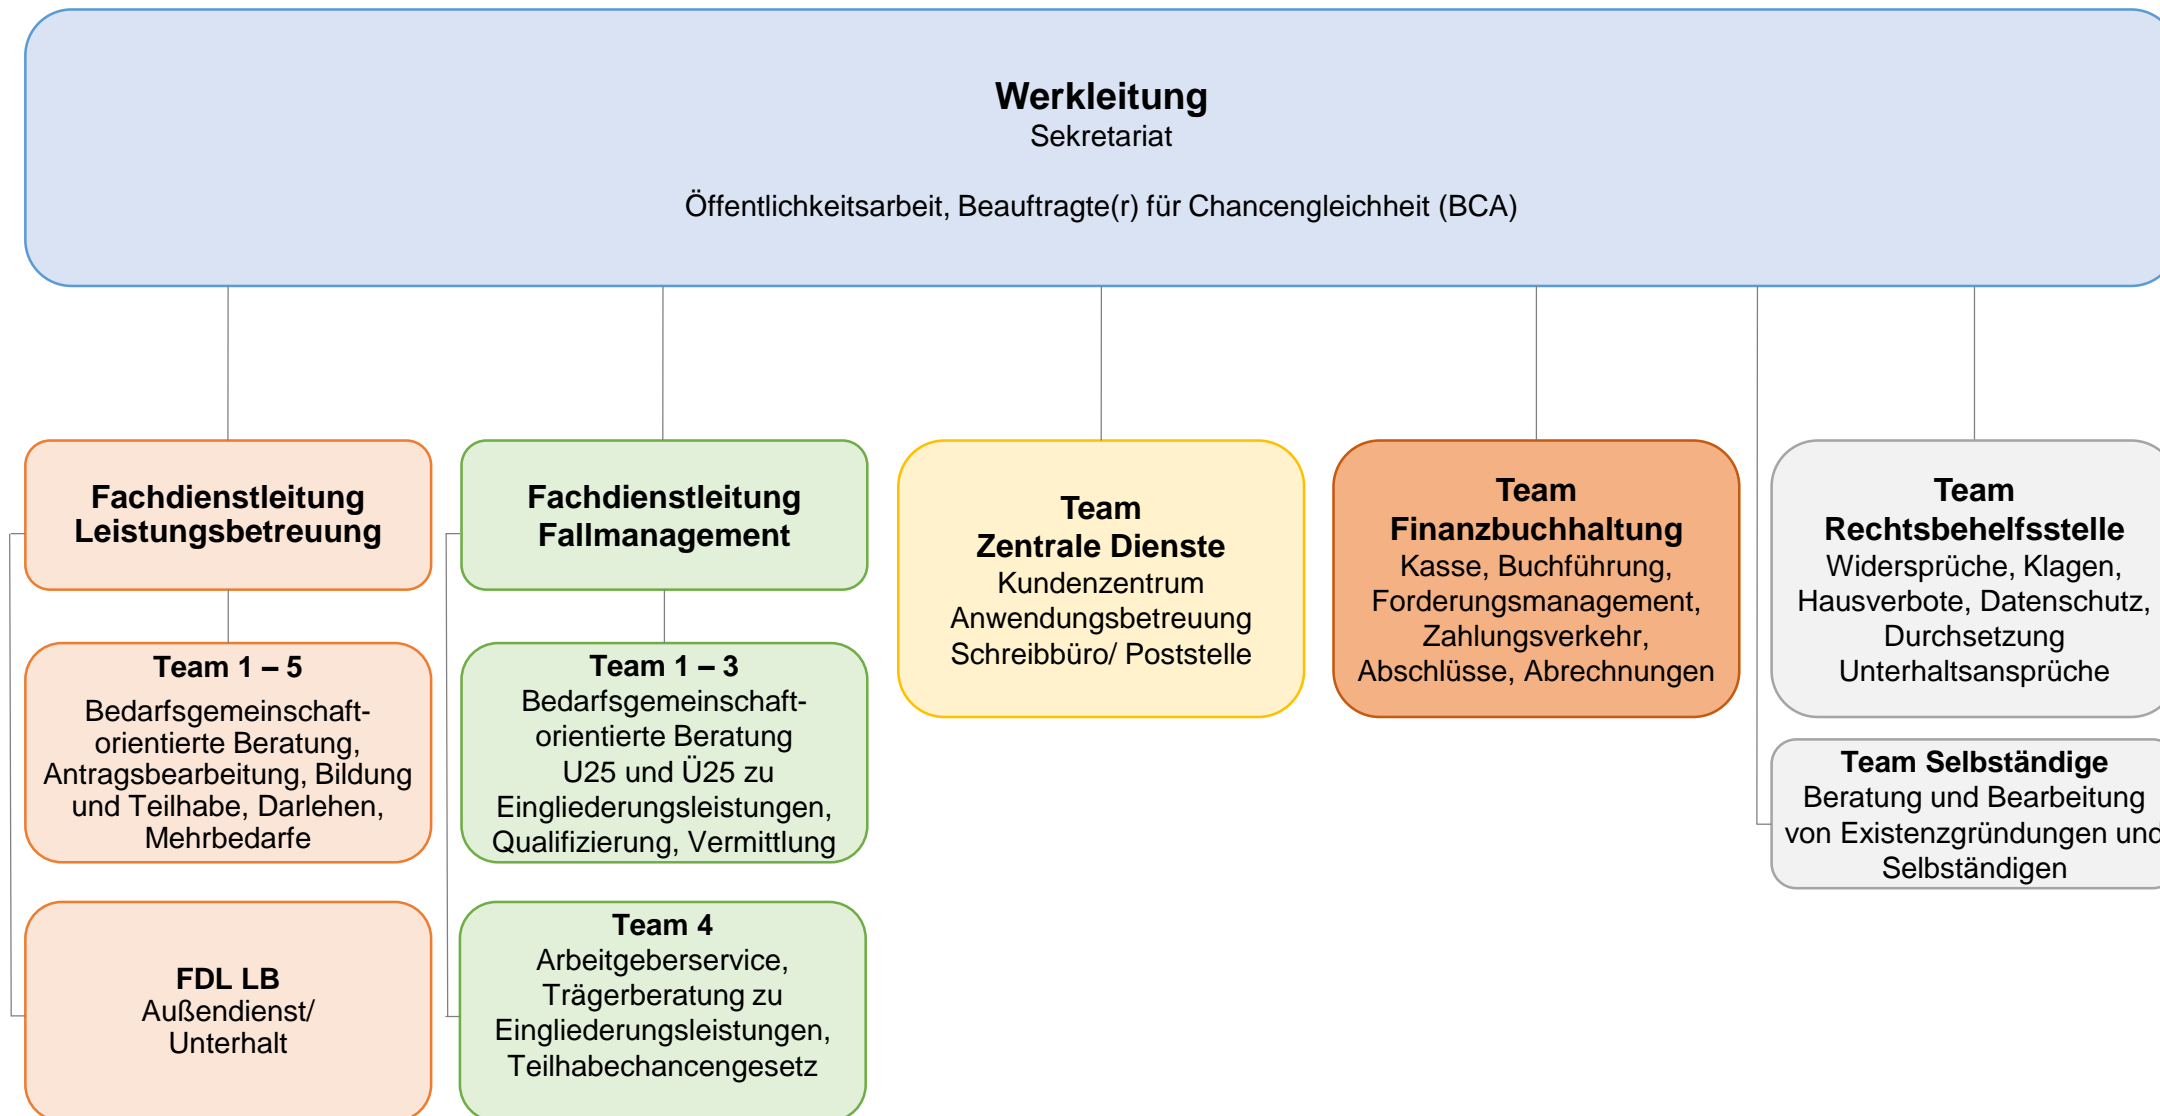 Werkleitung
Sekretariat
Öffentlichkeitsarbeit, Beauftragte(r) für Chancengleichheit (BCA)
Fachdienstleitung
Leistungsbetreuung
Fachdienstleitung
Fallmanagement
Team
Zentrale Dienste
Kundenzentrum
Anwendungsbetreuung
Schreibbüro/ Poststelle
Team
Finanzbuchhaltung
Kasse, Buchführung,
Forderungsmanagement,
Zahlungsverkehr,
Abschlüsse, Abrechnungen
Team
Rechtsbehelfsstelle
Widersprüche, Klagen,
Hausverbote, Datenschutz,
Durchsetzung
Unterhaltsansprüche
Team 1 – 5
Bedarfsgemeinschaft-
orientierte Beratung,
Antragsbearbeitung, Bildung
und Teilhabe, Darlehen,
Mehrbedarfe
Team 1 – 3
Bedarfsgemeinschaft-
orientierte Beratung
U25 und Ü25 zu
Eingliederungsleistungen,
Qualifizierung, Vermittlung
Team Selbständige
Beratung und Bearbeitung
von Existenzgründungen und
Selbständigen
FDL LB
Außendienst/
Unterhalt
Team 4
Arbeitgeberservice,
Trägerberatung zu
Eingliederungsleistungen,
Teilhabechancengesetz